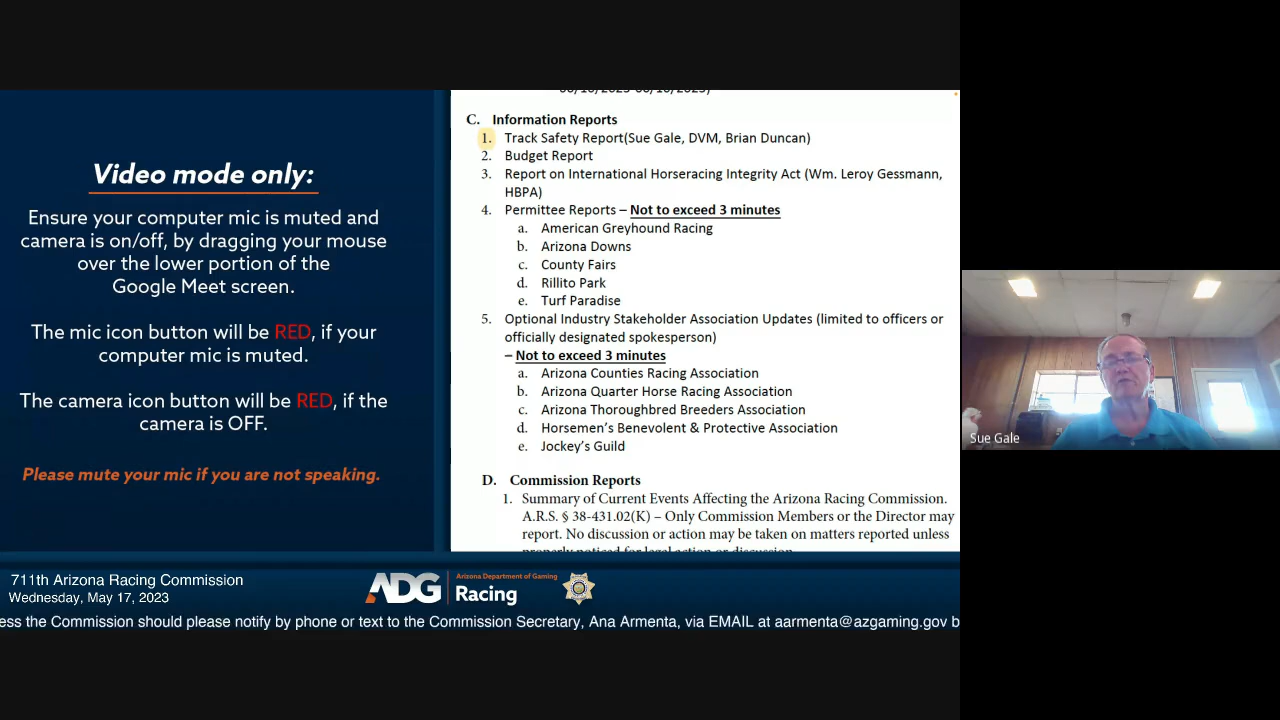 Video mode only:
Ensure your computer mic is muted and
camera is on/off, by dragging your mouse
over the lower portion of the
Google Meet screen.
The mic icon button will be RED, if your
computer mic is muted.
The camera icon button will be RED, if the
camera is OFF.
Please mute your mic if you are not speaking.
C. Information Reports
1. Track Safety Report(Sue Gale, DVM, Brian Duncan)
2. Budget Report
3. Report on International Horseracing Integrity Act (Wm. Leroy Gessmann,
HBPA)
4. Permittee Reports – Not to exceed 3 minutes
a. American Greyhound Racing
b. Arizona Downs
c. County Fairs
d. Rillito Park
e. Turf Paradise
5. Optional Industry Stakeholder Association Updates (limited to officers or
officially designated spokesperson)
– Not to exceed 3 minutes
a. Arizona Counties Racing Association
b. Arizona Quarter Horse Racing Association
c. Arizona Thoroughbred Breeders Association
d. Horsemen's Benevolent & Protective Association
e. Jockey's Guild
D. Commission Reports
1. Summary of Current Events Affecting the Arizona Racing Commission.
A.R.S. § 38-431.02(K) – Only Commission Members or the Director may
report. No discussion or action may be taken on matters reported unless
properly noticed for legal action or discussion.
Sue Gale
711th Arizona Racing Commission
Wednesday, May 17, 2023
ADG
Arizona Department of Gaming
Racing
ess the Commission should please notify by phone or text to the Commission Secretary, Ana Armenta, via EMAIL at aarmenta@azgaming.gov b